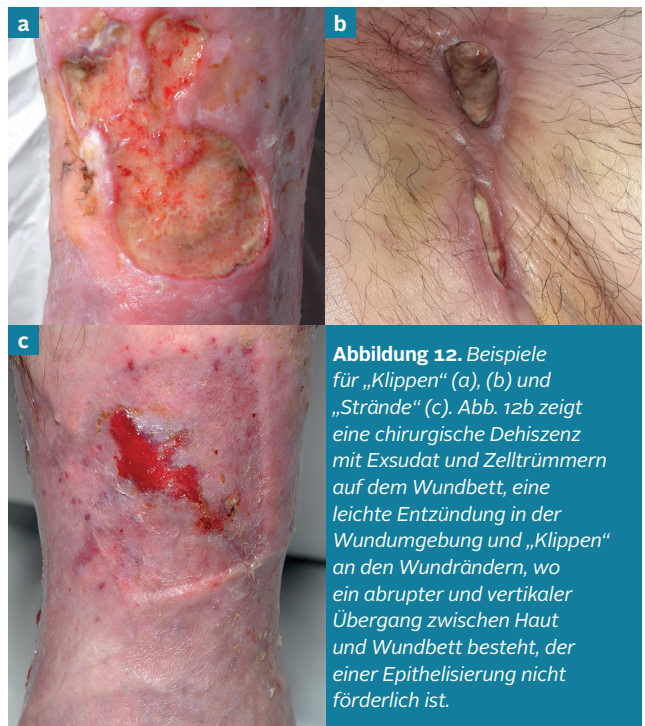 a
b
c
Abbildung 12. Beispiele
für „Klippen“ (a), (b) und
„Strände“ (c). Abb. 12b zeigt
eine chirurgische Dehiszenz
mit Exsudat und Zelltrümmern
auf dem Wundbett, eine
leichte Entzündung in der
Wundumgebung und „Klippen“
an den Wundrändern, wo
ein abrupter und vertikaler
Übergang zwischen Haut
und Wundbett besteht, der
einer Epithelisierung nicht
förderlich ist.